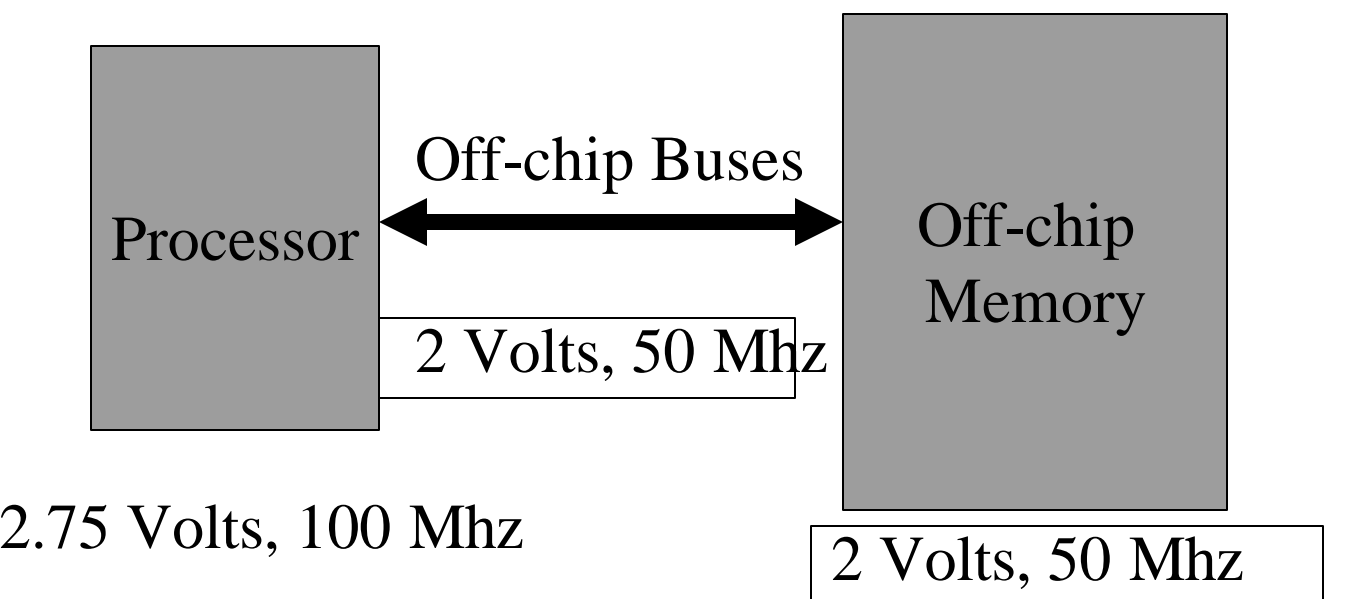 Off-chip Buses
Processor
Off-chip
Memory
2 Volts, 50 Mhz
2.75 Volts, 100 Mhz
2 Volts, 50 Mhz